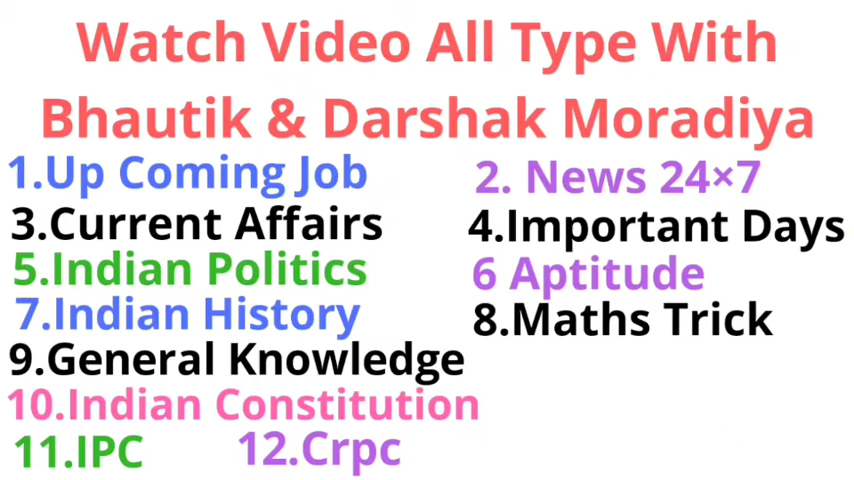 Watch Video All Type With
Bhautik & Darshak Moradiya
1.Up Coming Job
2. News 24×7
3.Current Affairs
4.Important Days
5.Indian Politics
6 Aptitude
7.Indian History
8.Maths Trick
9.General Knowledge
10.Indian Constitution
11.IPC
12.Crpc